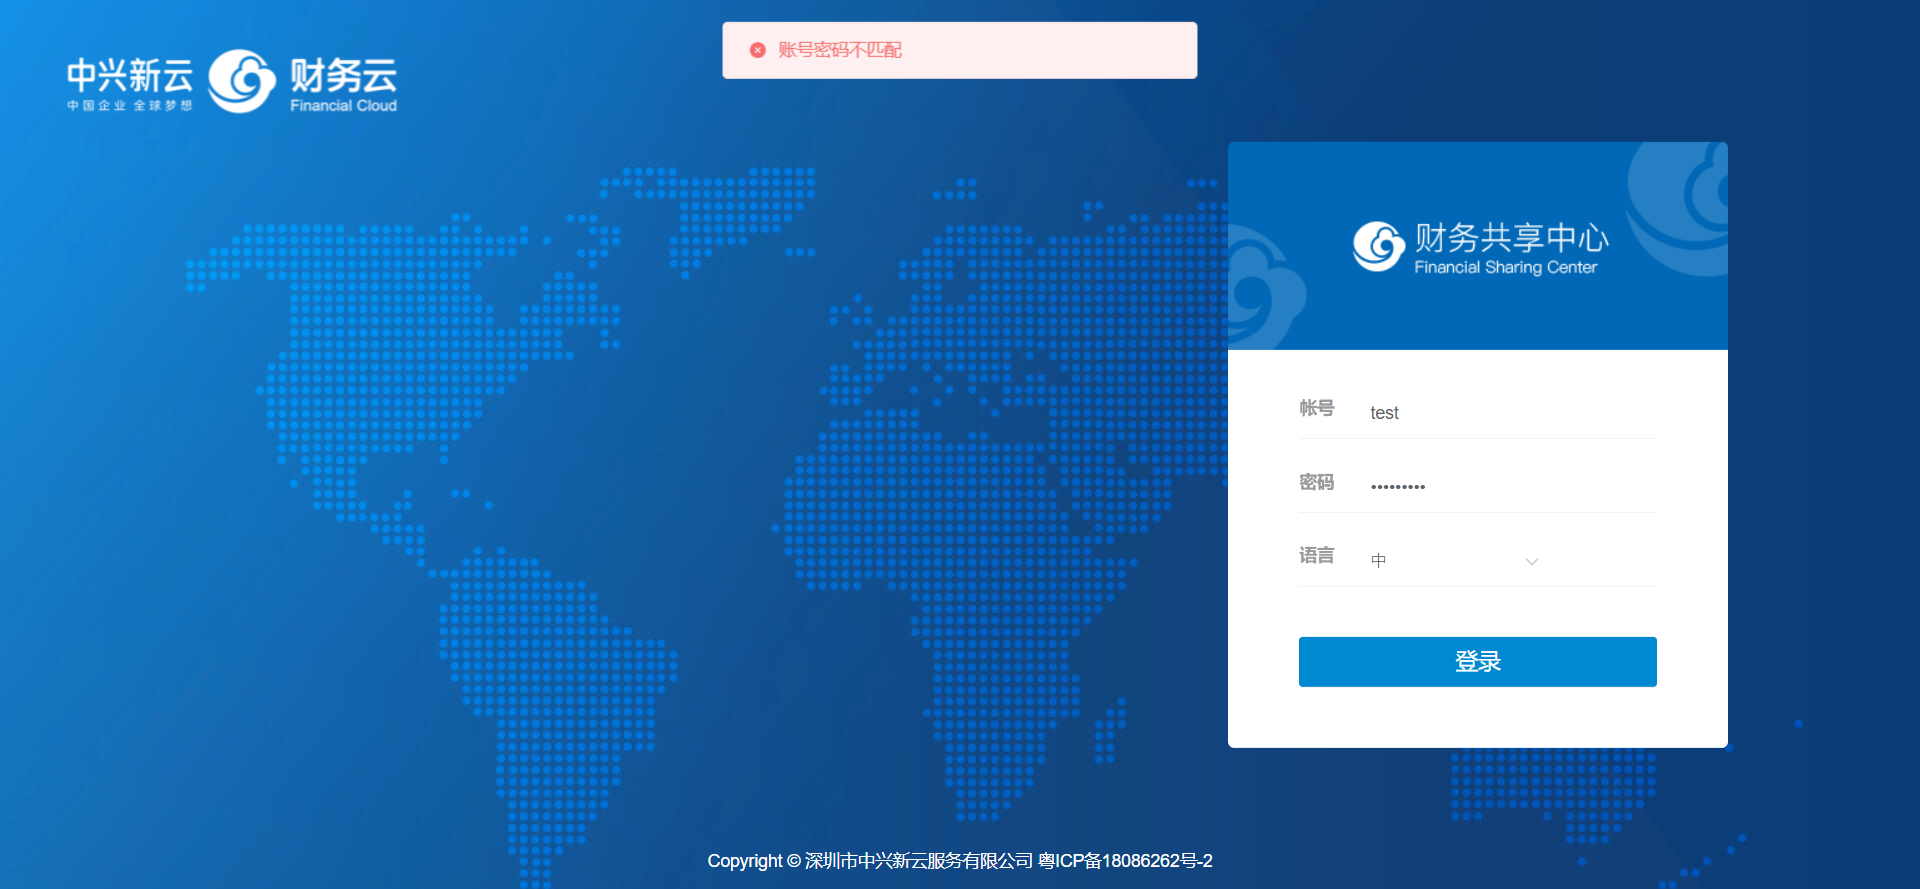 账号密码不匹配
中兴新云
中国企业 全球梦想
财务云
Financial Cloud
财务共享中心
Financial Sharing Center
帐号 test
密码 •••••••••
语言 中
登录
Copyright © 深圳市中兴新云服务有限公司 粤ICP备18086262号-2